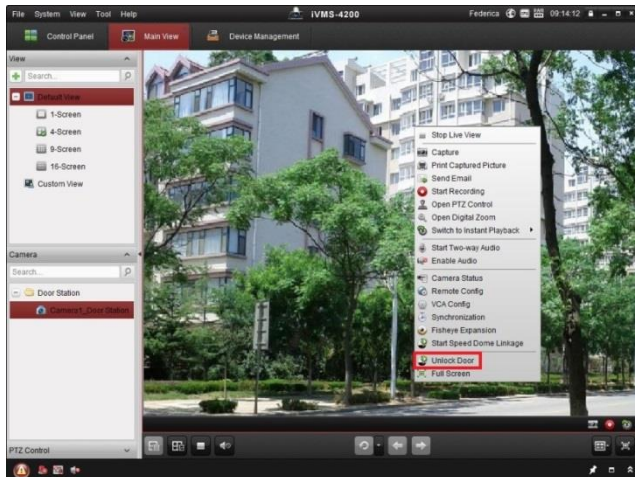 File System View Tool Help
iVMS-4200
Federica
09:14:12
Control Panel
Main View
Device Management
View
Search...
Default View
1-Screen
4-Screen
9-Screen
16-Screen
Custom View
Camera
Search...
Door Station
Camera1_Door Station
PTZ Control
Stop Live View
Capture
Print Captured Picture
Send Email
Start Recording
Open PTZ Control
Open Digital Zoom
Switch to Instant Playback
Start Two-way Audio
Enable Audio
Camera Status
Remote Config
VCA Config
Synchronization
Fisheye Expansion
Start Speed Dome Linkage
Unlock Door
Full Screen